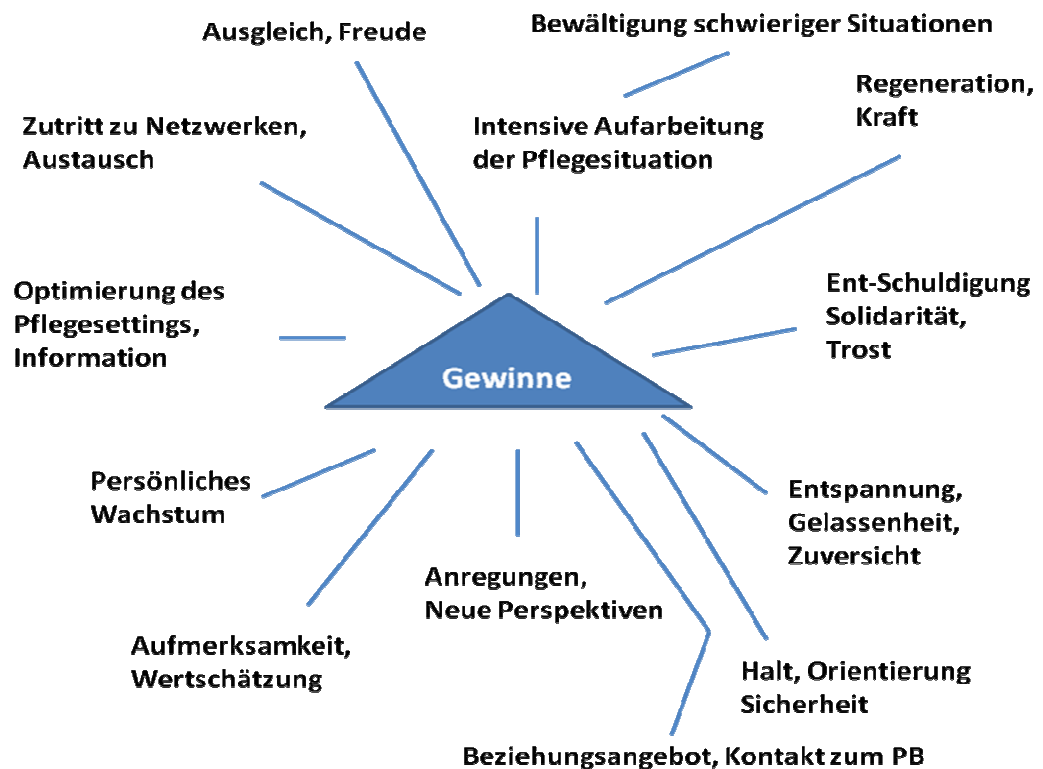 Ausgleich, Freude
Bewältigung schwieriger Situationen
Regeneration,
Kraft
Zutritt zu Netzwerken,
Austausch
Intensive Aufarbeitung
der Pflegesituation
Optimierung des
Pflegesettings,
Information
Ent-Schuldigung
Solidarität,
Trost
Gewinne
Persönliches
Wachstum
Entspannung,
Gelassenheit,
Zuversicht
Anregungen,
Neue Perspektiven
Aufmerksamkeit,
Wertschätzung
Halt, Orientierung
Sicherheit
Beziehungsangebot, Kontakt zum PB